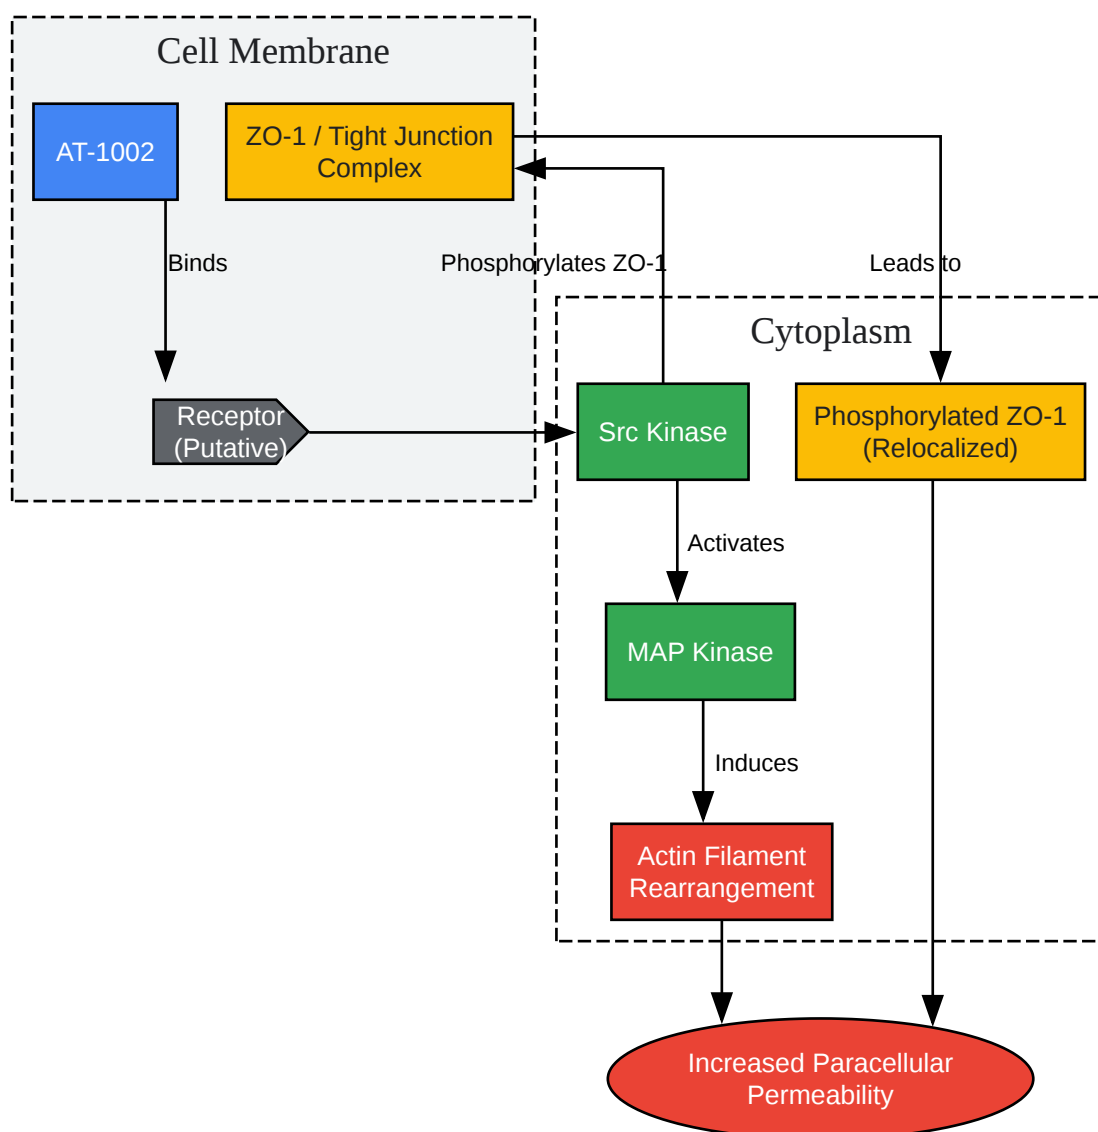 Cell Membrane
AT-1002
ZO-1 / Tight Junction
Complex
Binds
Phosphorylates ZO-1
Leads to
Cytoplasm
Receptor
(Putative)
Src Kinase
Phosphorylated ZO-1
(Relocalized)
Activates
MAP Kinase
Induces
Actin Filament
Rearrangement
Increased Paracellular
Permeability